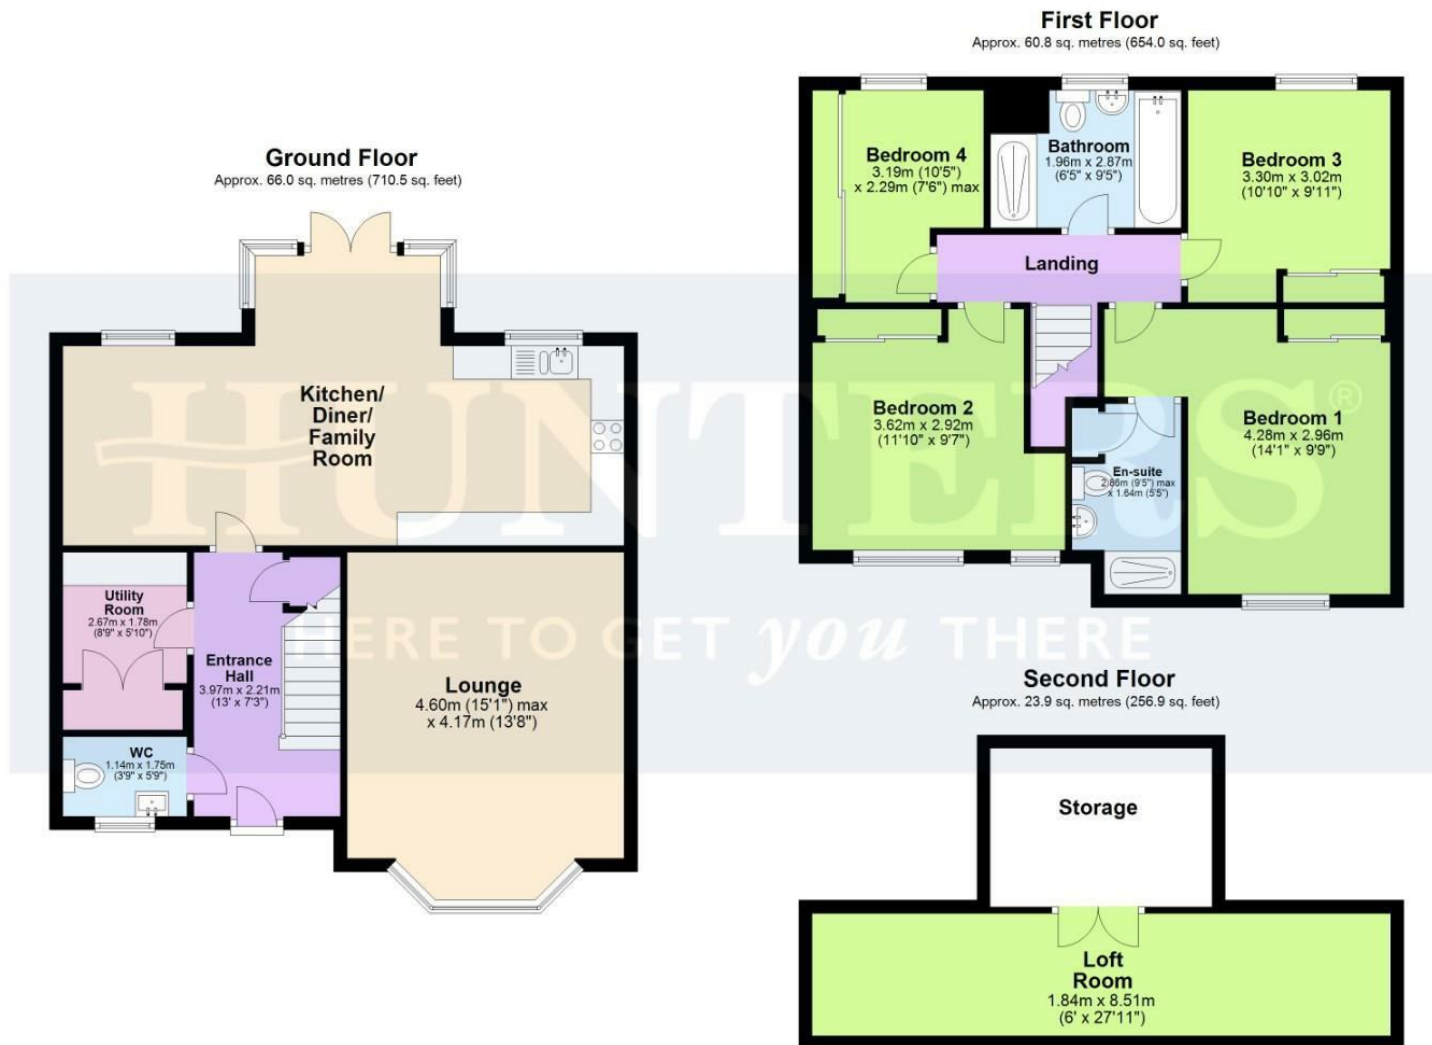 Ground Floor
Approx. 66.0 sq. metres (710.5 sq. feet)
Kitchen/
Diner/
Family
Room
Utility
Room
2.67m x 1.78m
(8'9" x 5'10")
Entrance
Hall
3.97m x 2.21m
(13' x 7'3")
Lounge
4.60m (15'1") max
x 4.17m (13'8")
WC
1.14m x 1.75m
(3'9" x 5'9")
First Floor
Approx. 60.8 sq. metres (654.0 sq. feet)
Bedroom 4
3.19m (10'5")
x 2.29m (7'6") max
Bathroom
1.96m x 2.87m
(6'5" x 9'5")
Bedroom 3
3.30m x 3.02m
(10'10" x 9'11")
Landing
Bedroom 2
3.62m x 2.92m
(11'10" x 9'7")
Bedroom 1
4.28m x 2.96m
(14'1" x 9'9")
En-suite
2.86m (9'5") max
x 1.64m (5'5")
Second Floor
Approx. 23.9 sq. metres (256.9 sq. feet)
Storage
Loft
Room
1.84m x 8.51m
(6' x 27'11")
HUNTERS®
HERE TO GET you THERE